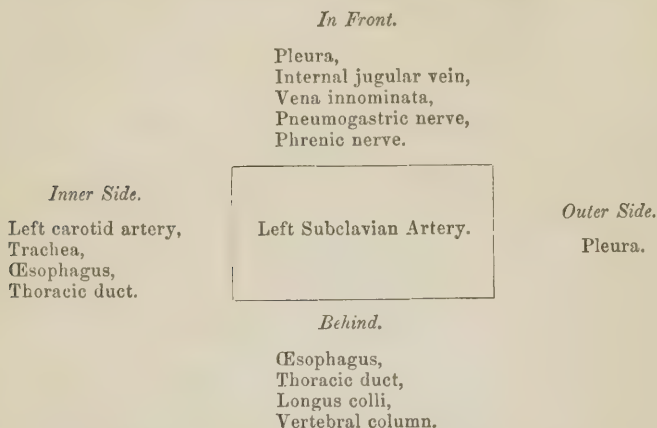 In Front.
Pleura,
Internal jugular vein,
Vena innominata,
Pneumogastric nerve,
Phrenic nerve.
Inner Side.
Left carotid artery,
Trachea,
Œsophagus,
Thoracic duct.
Left Subclavian Artery.
Outer Side.
Pleura.
Behind.
Œsophagus,
Thoracic duct,
Longus colli,
Vertebral column.